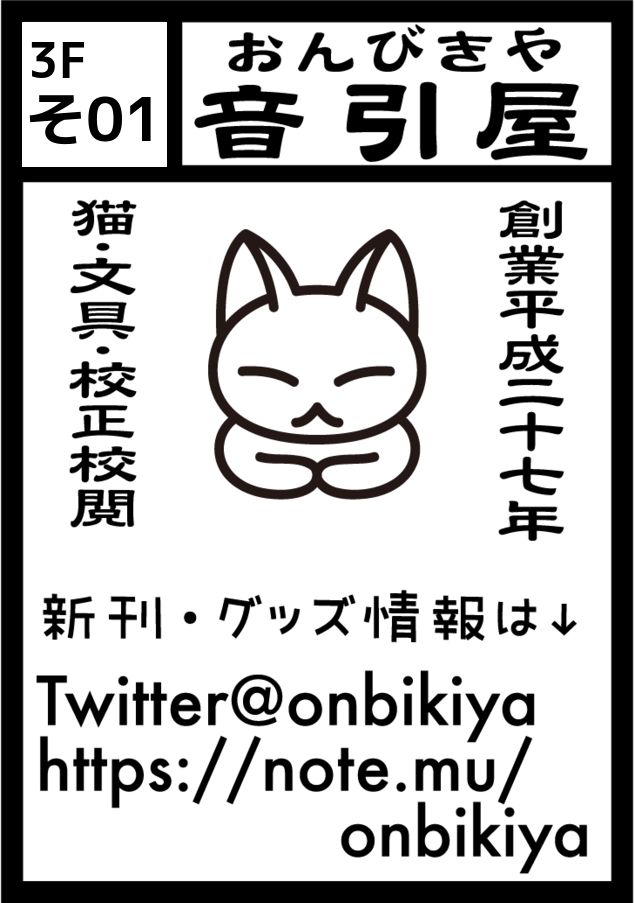 3F
そ01
おんびきや
音引屋
創業平成二十七年
猫・文具・校正校閲
新刊・グッズ情報は↓
Twitter@onbikiya
https://note.mu/
onbikiya